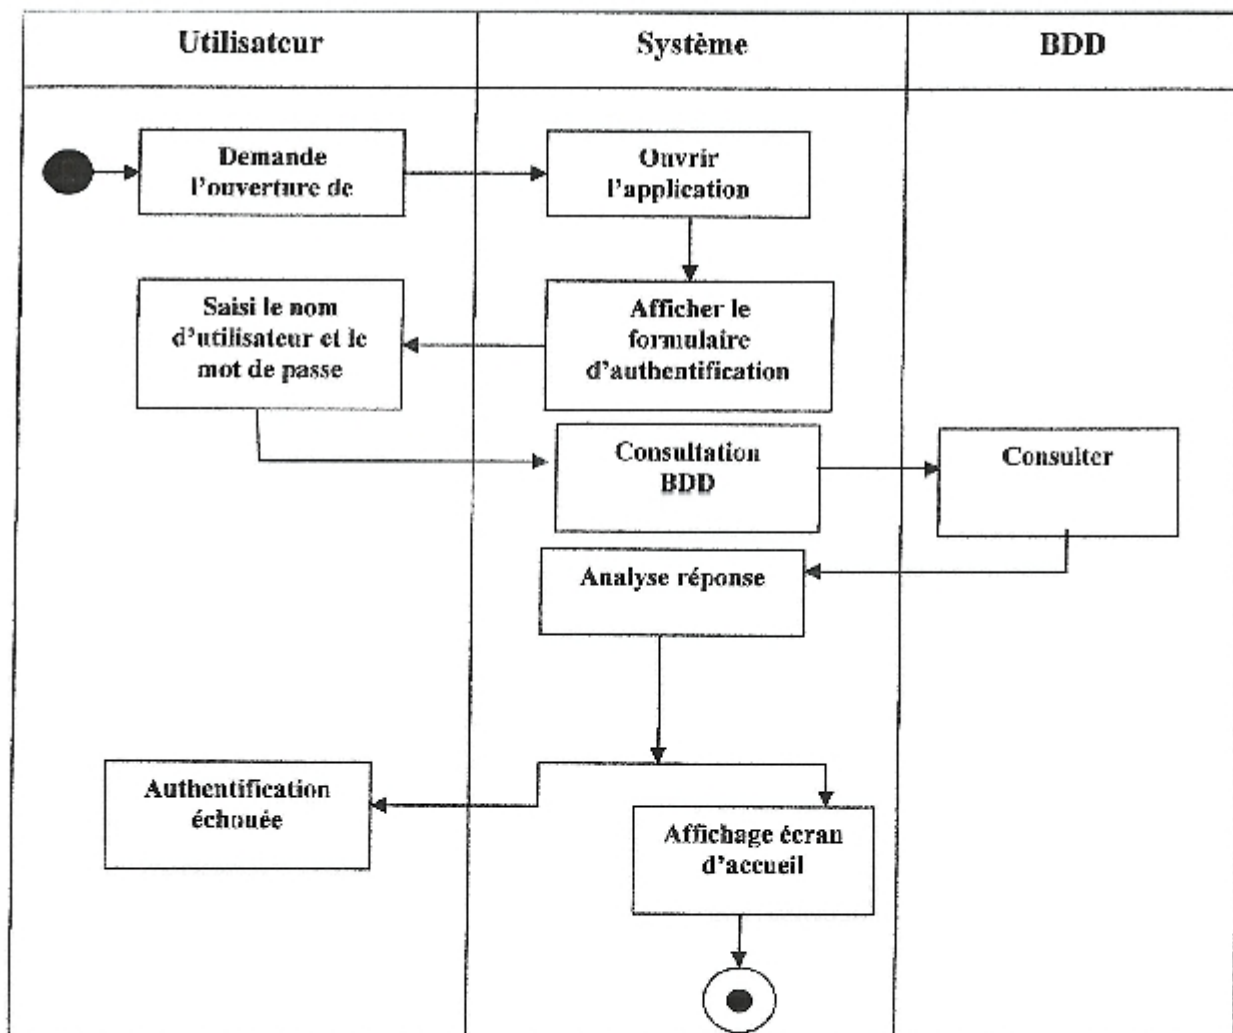 Utilisateur
Système
BDD
Demande
l'ouverture de
Ouvrir
l'application
Saisi le nom
d'utilisateur et le
mot de passe
Afficher le
formulaire
d'authentification
Consultation
BDD
Consulter
Analyse réponse
Authentification
échouée
Affichage écran
d'accueil